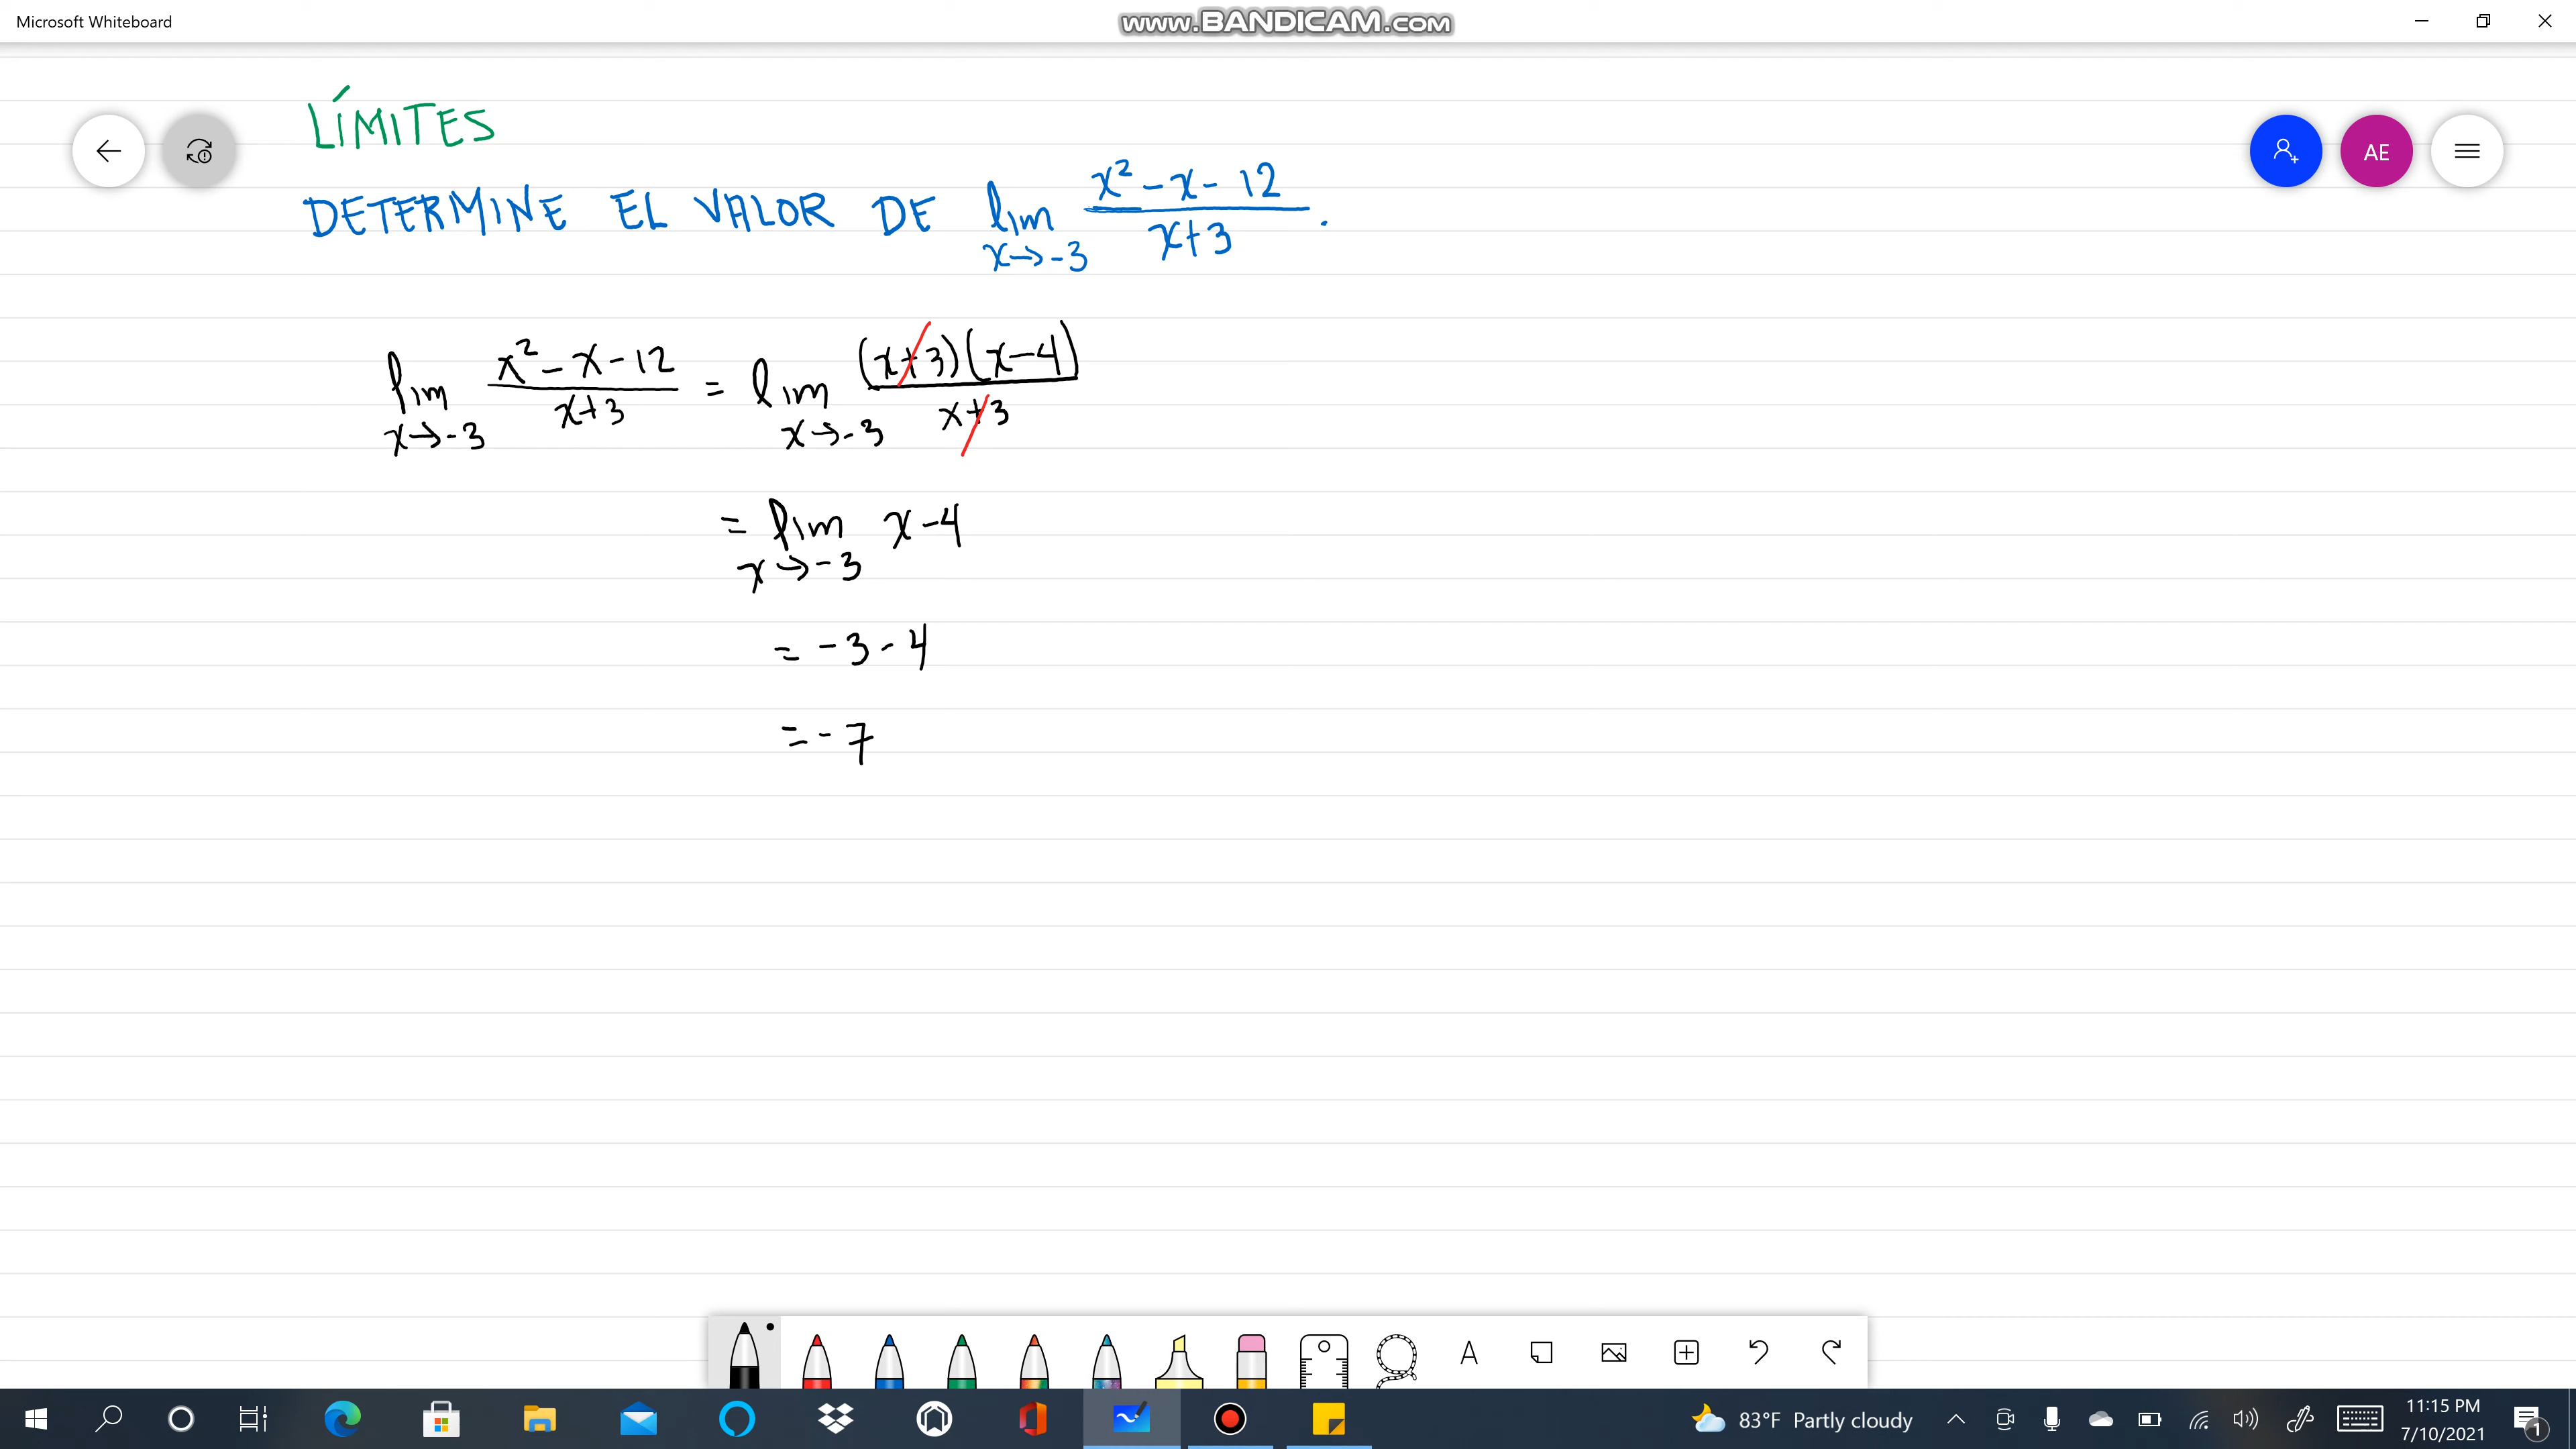 Microsoft Whiteboard
www.BANDICAM.com
LÍMITES
AE
DETERMINE EL VALOR DE lim x→-3 (x² - x - 12)/(x+3).
lim x→-3 (x² - x - 12)/(x+3) = lim x→-3 ((x+3)(x-4))/(x+3)
= lim x→-3 x-4
= -3-4
= -7
A
83°F Partly cloudy
11:15 PM
7/10/2021
1